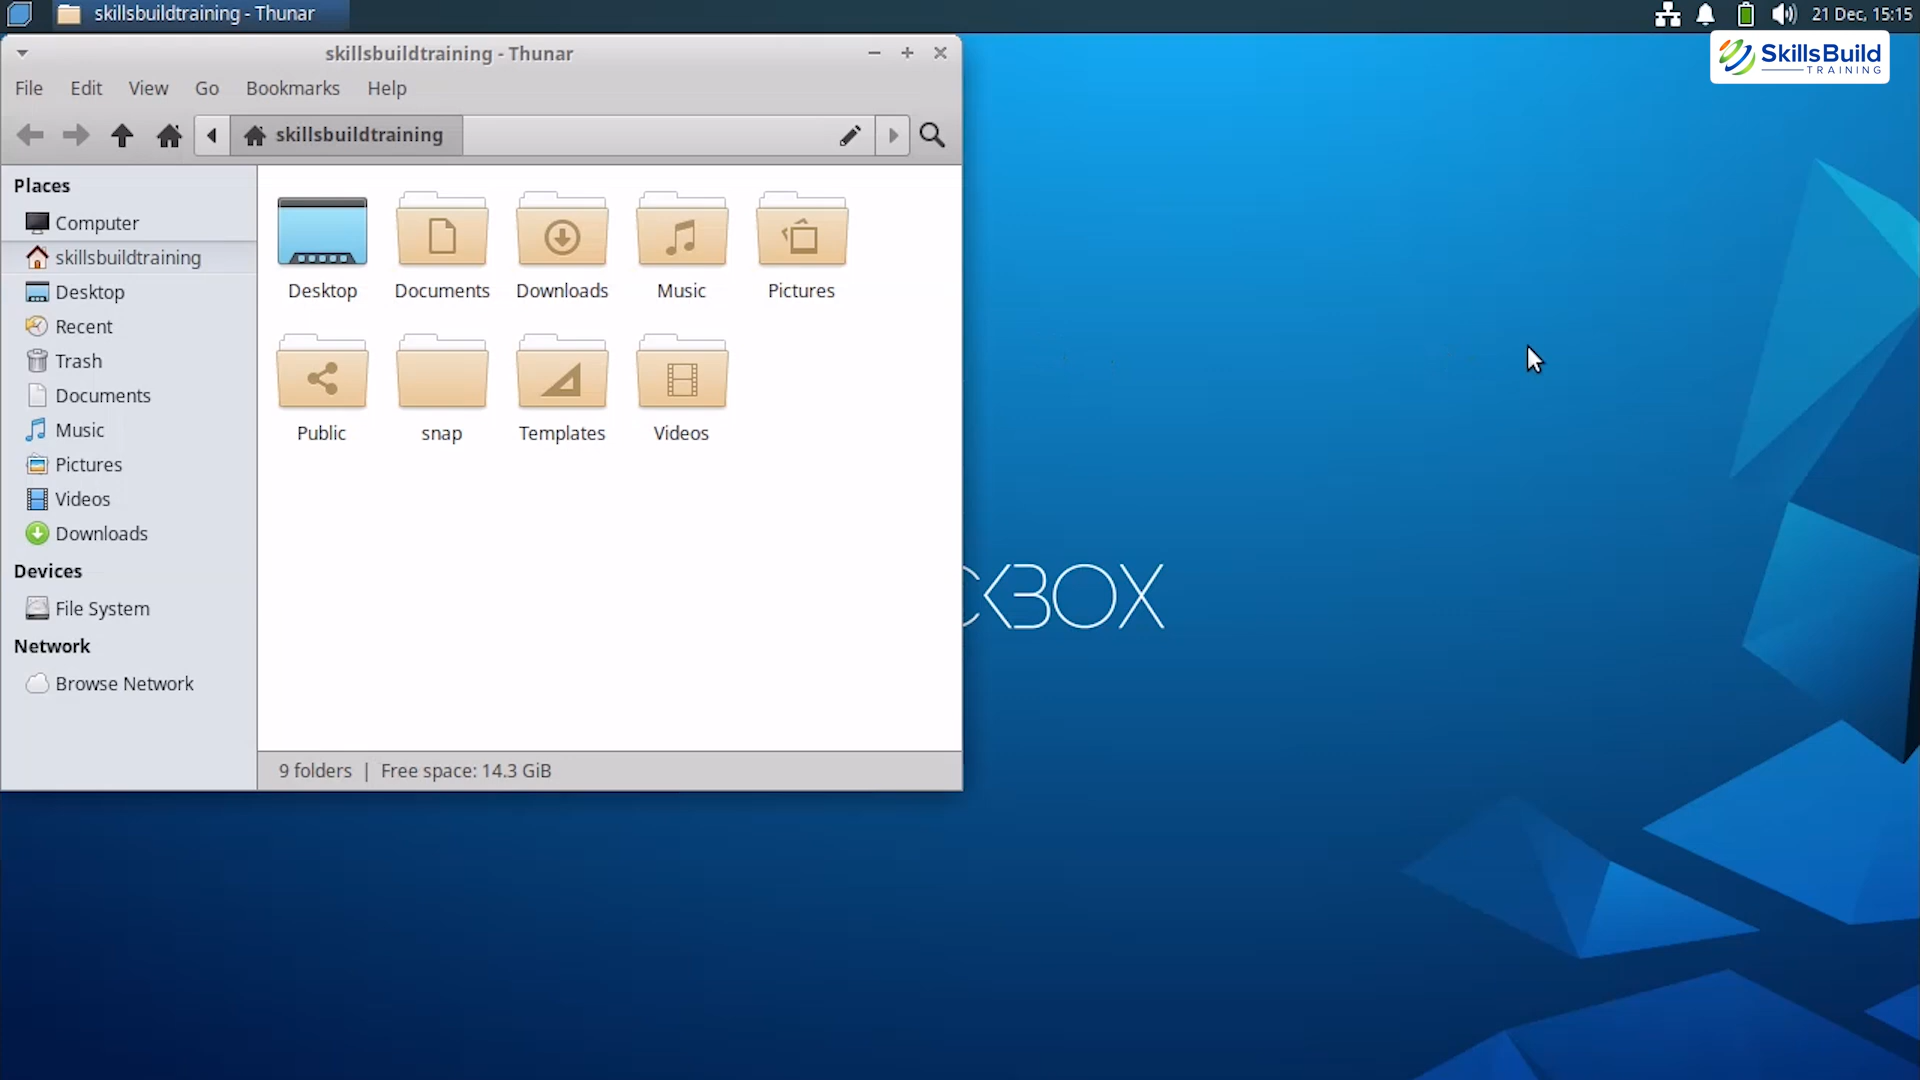 skillsbuildtraining - Thunar
21 Dec, 15:15
SkillsBuild
TRAINING
skillsbuildtraining - Thunar
File Edit View Go Bookmarks Help
skillsbuildtraining
Places
Computer
skillsbuildtraining
Desktop
Recent
Trash
Documents
Music
Pictures
Videos
Downloads
Devices
File System
Network
Browse Network
Desktop Documents Downloads Music Pictures
Public snap Templates Videos
9 folders | Free space: 14.3 GiB
CKBOX